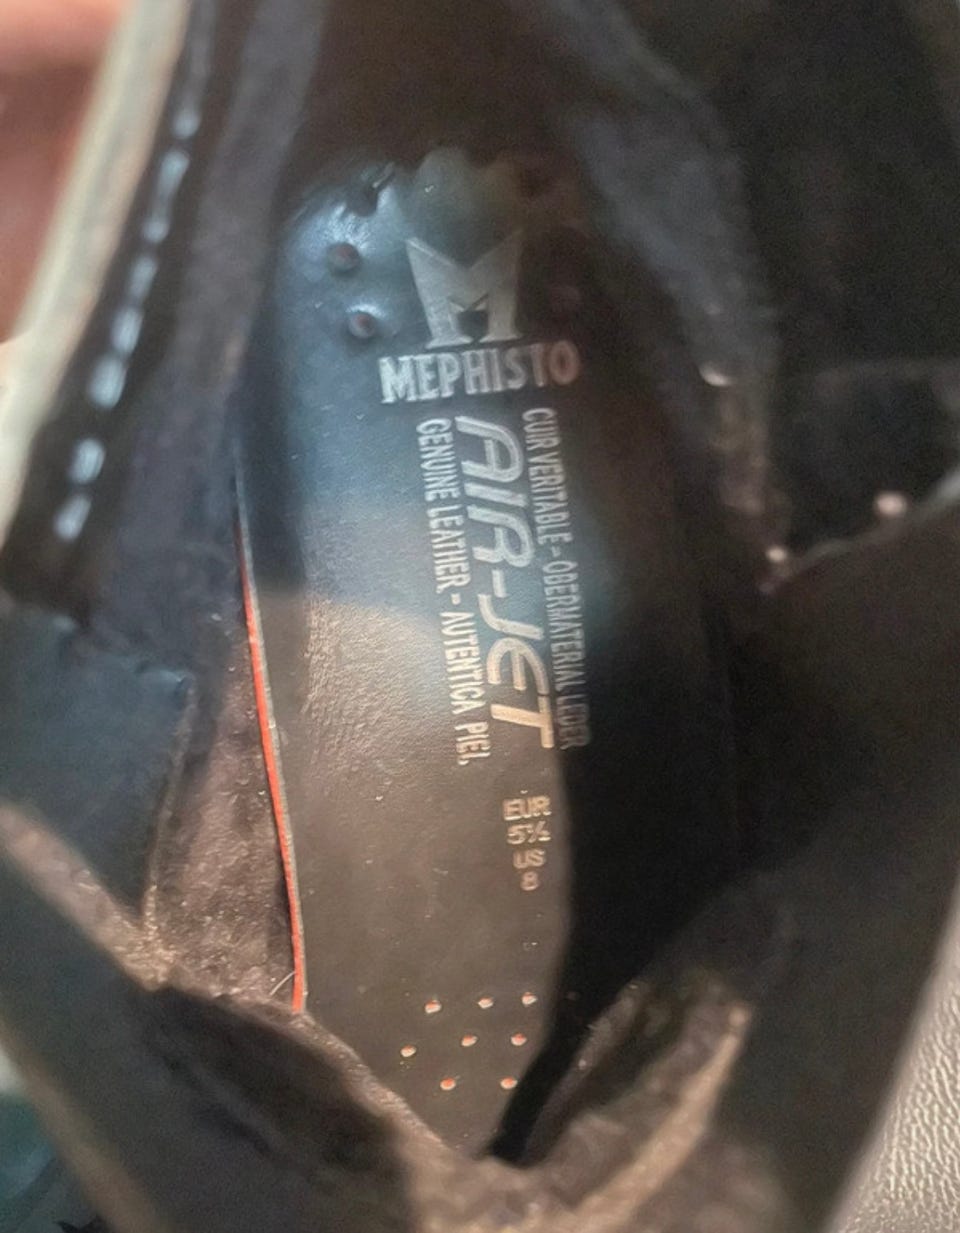 M
MEPHISTO
CUIR VERITABLE - OBERMATERIAL LEDER
AIR-JET
GENUINE LEATHER - AUTENTICA PIEL
EUR
5½
US
8